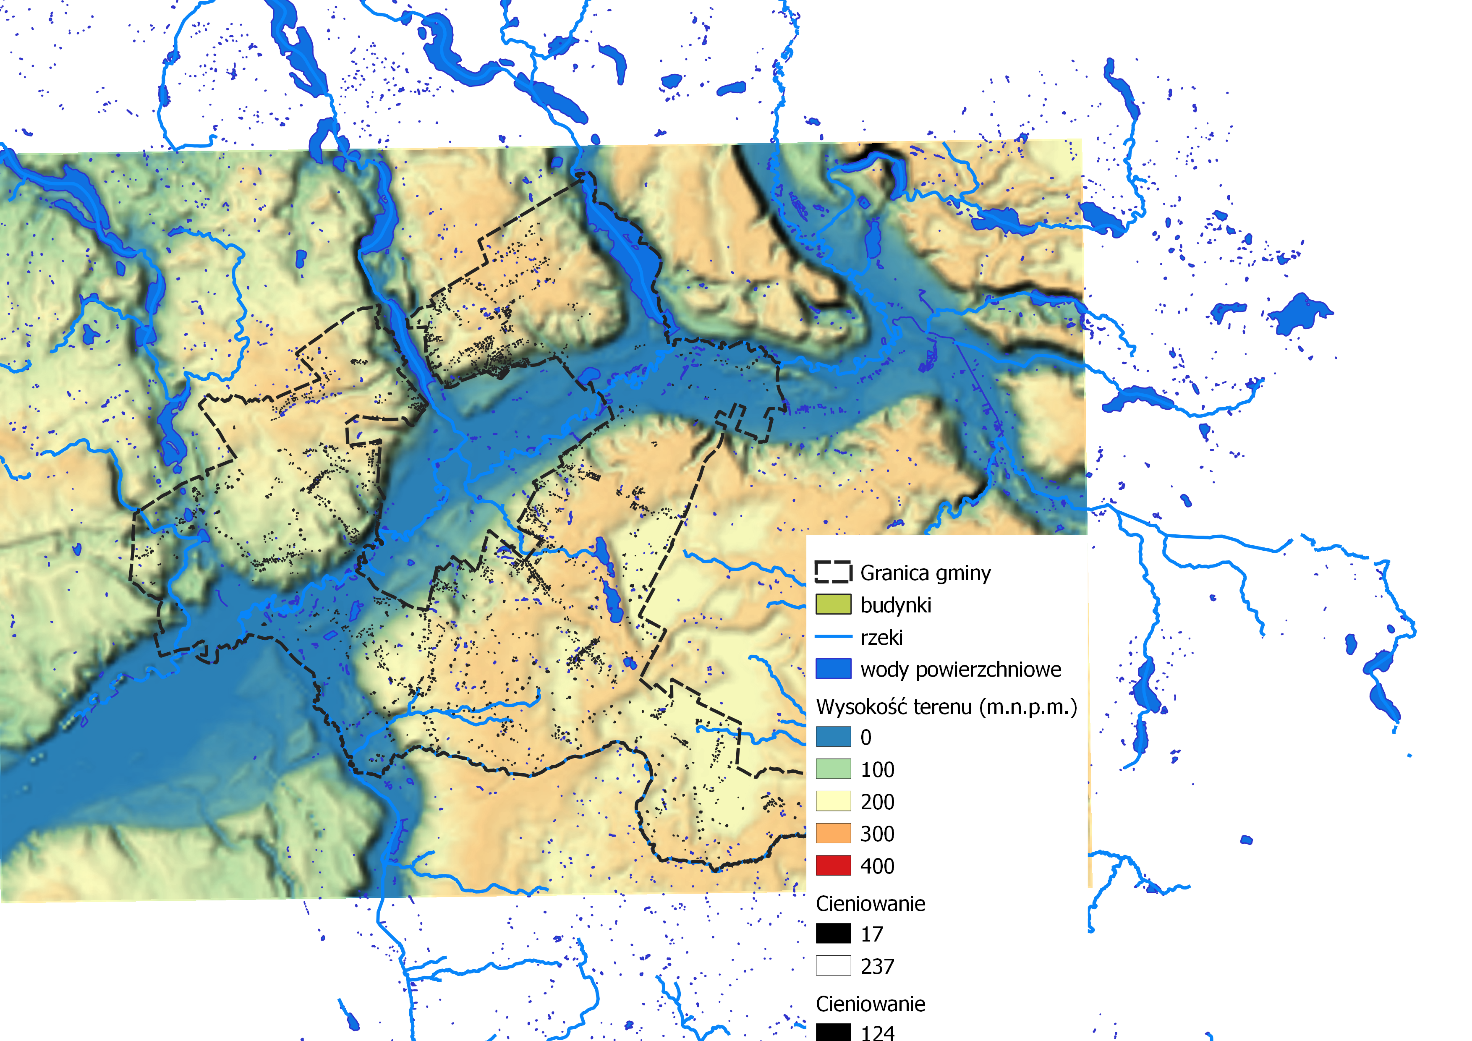 Granica gminy
budynki
rzeki
wody powierzchniowe
Wysokość terenu (m.n.p.m.)
0
100
200
300
400
Cieniowanie
17
237
Cieniowanie
124